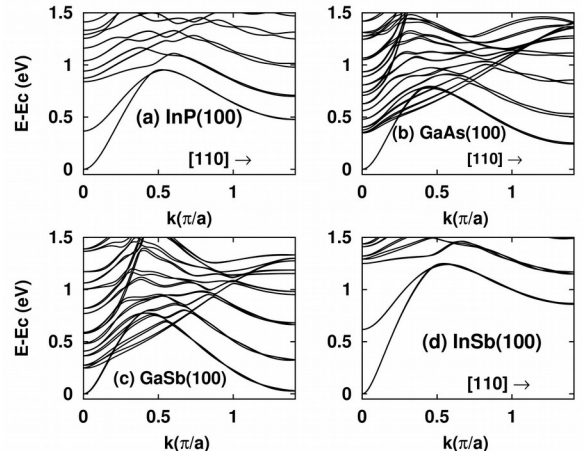 1.5
1
0.5
0
E-Ec (eV)
(a) InP(100)
[110] →
0 0.5 1
k(π/a)
1.5
1
0.5
0
(b) GaAs(100)
[110] →
0 0.5 1
k(π/a)
1.5
1
0.5
0
E-Ec (eV)
(c) GaSb(100)
0 0.5 1
k(π/a)
1.5
1
0.5
0
(d) InSb(100)
[110] →
0 0.5 1
k(π/a)